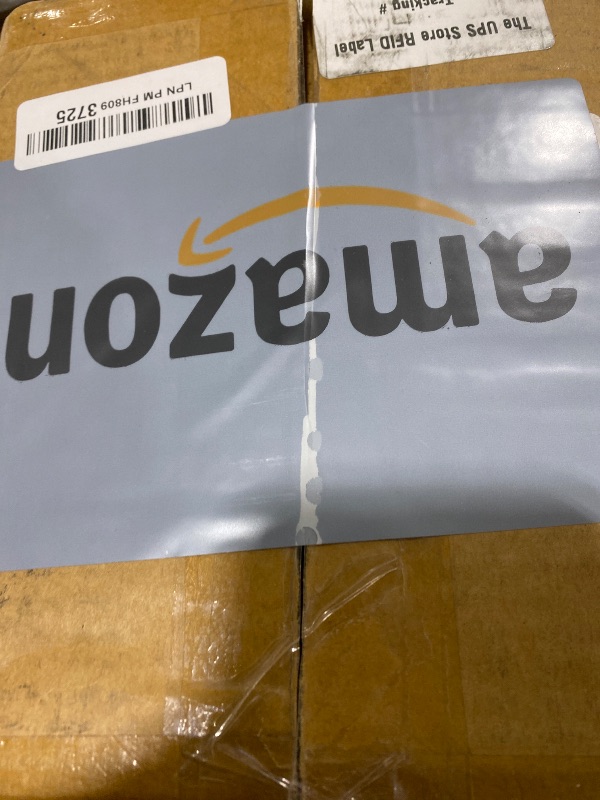 The UPS Store RFID Label
Tracking #
LPN PM FH809 3725
amazon